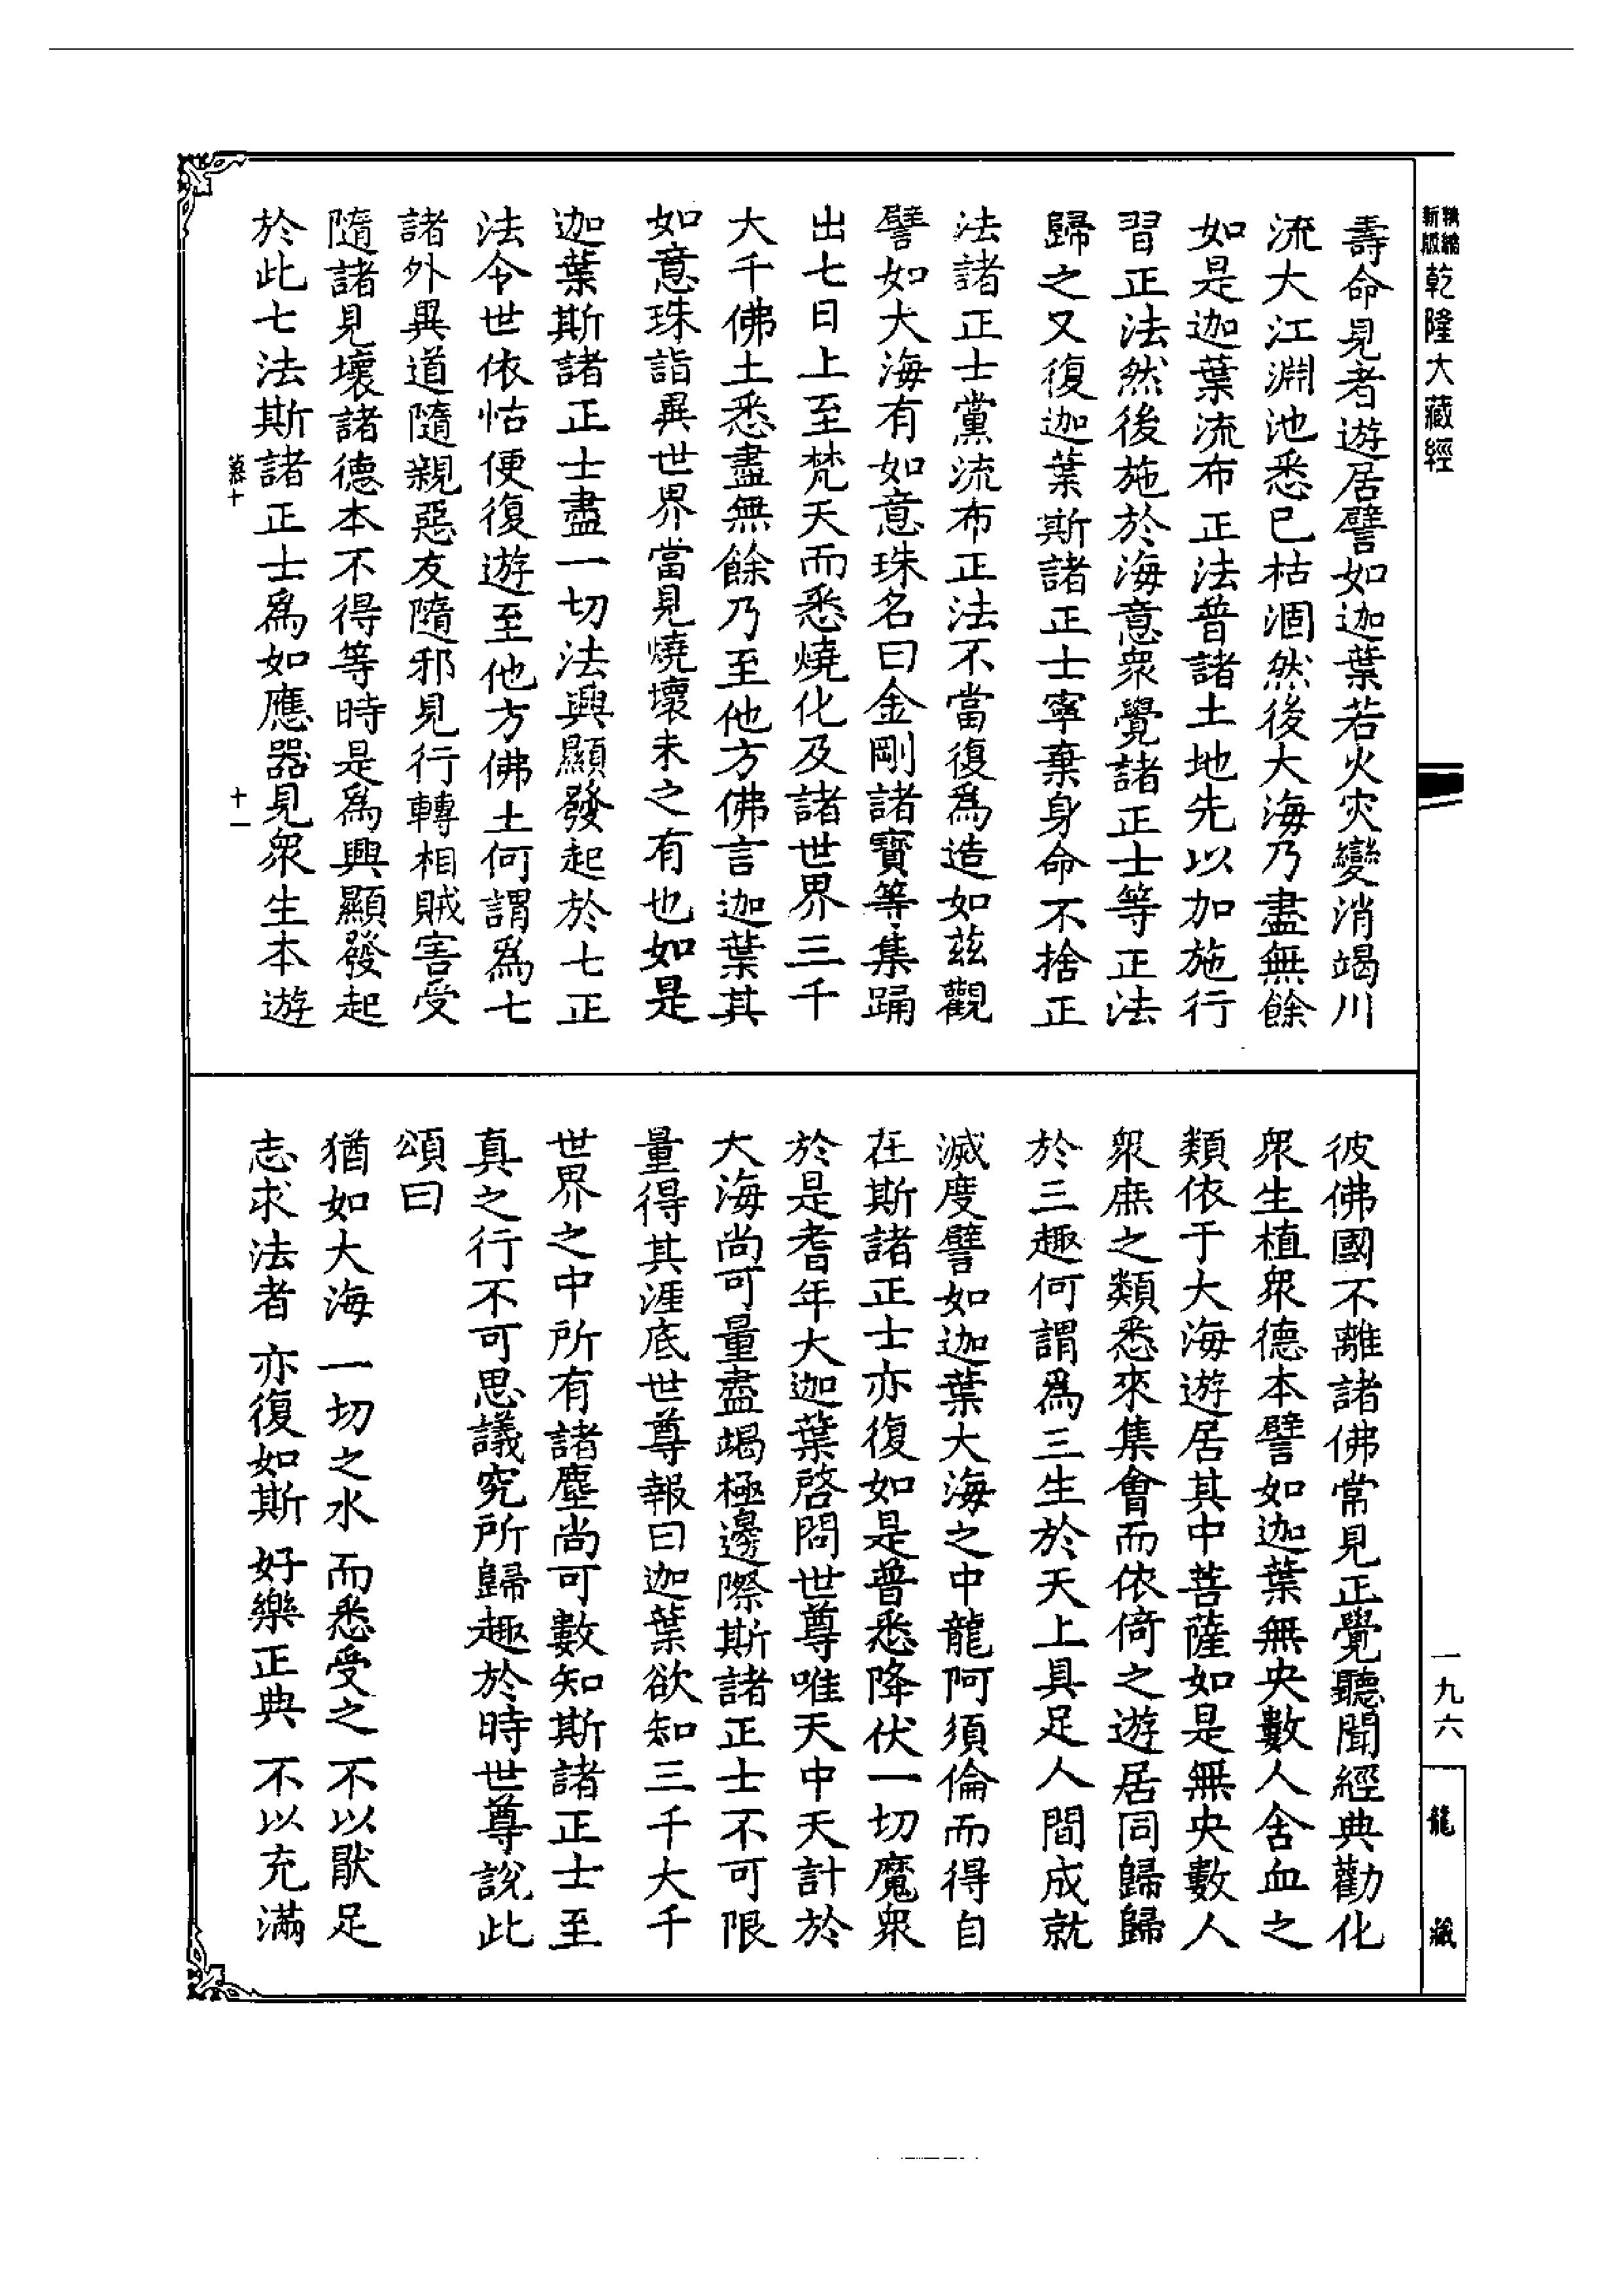 新版精縮乾隆大藏經
壽命見者遊居譬如迦葉若火灾變消竭川
流大江淵池悉已枯涸然後大海乃盡無餘
如是迦葉流布正法普諸土地先以加施行
習正法然後施於海意衆覺諸正士等正法
歸之又復迦葉斯諸正士寧棄身命不捨正
法諸正士黨流布正法不當復爲造如茲觀
譬如大海有如意珠名曰金剛諸寶等集踊
出七日上至梵天而悉燒化及諸世界三千
大千佛土悉盡無餘乃至他方佛言迦葉其
如意珠詣異世界當見燒壞未之有也如是
迦葉斯諸正士盡一切法興顯發起於七正
法令世依怙便復遊至他方佛土何謂爲七
諸外異道隨親惡友隨邪見行轉相賊害受
隨諸見壞諸德本不得等時是爲興顯發起
於此七法斯諸正士爲如應器見衆生本遊
十 十一
彼佛國不離諸佛常見正覺聽聞經典勸化
衆生植衆德本譬如迦葉無央數人含血之
類依于大海遊居其中菩薩如是無央數人
衆庶之類悉來集會而依倚之遊居同歸歸
於三趣何謂爲三生於天上具足人間成就
滅度譬如迦葉大海之中龍阿須倫而得自
在斯諸正士亦復如是普悉降伏一切魔衆
於是耆年大迦葉啓問世尊唯天中天計於
大海尚可量盡竭極邊際斯諸正士不可限
量得其涯底世尊報曰迦葉欲知三千大千
世界之中所有諸塵尚可數知斯諸正士至
真之行不可思議究所歸趣於時世尊說此
頌曰
猶如大海 一切之水 而悉受之 不以猒足
志求法者 亦復如斯 好樂正典 不以充滿
一九六
龍藏